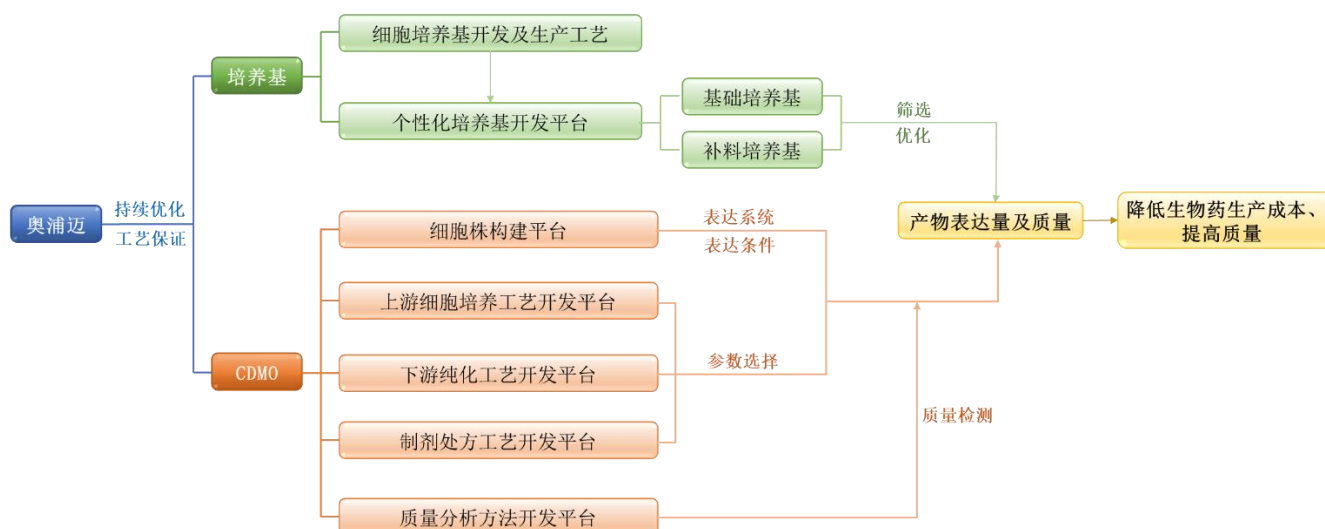 细胞培养基开发及生产工艺
培养基
个性化培养基开发平台
基础培养基
补料培养基
筛选
优化
奥浦迈
持续优化
工艺保证
产物表达量及质量
降低生物药生产成本、
提高质量
细胞株构建平台
表达系统
表达条件
上游细胞培养工艺开发平台
CDMO
下游纯化工艺开发平台
参数选择
制剂处方工艺开发平台
质量检测
质量分析方法开发平台